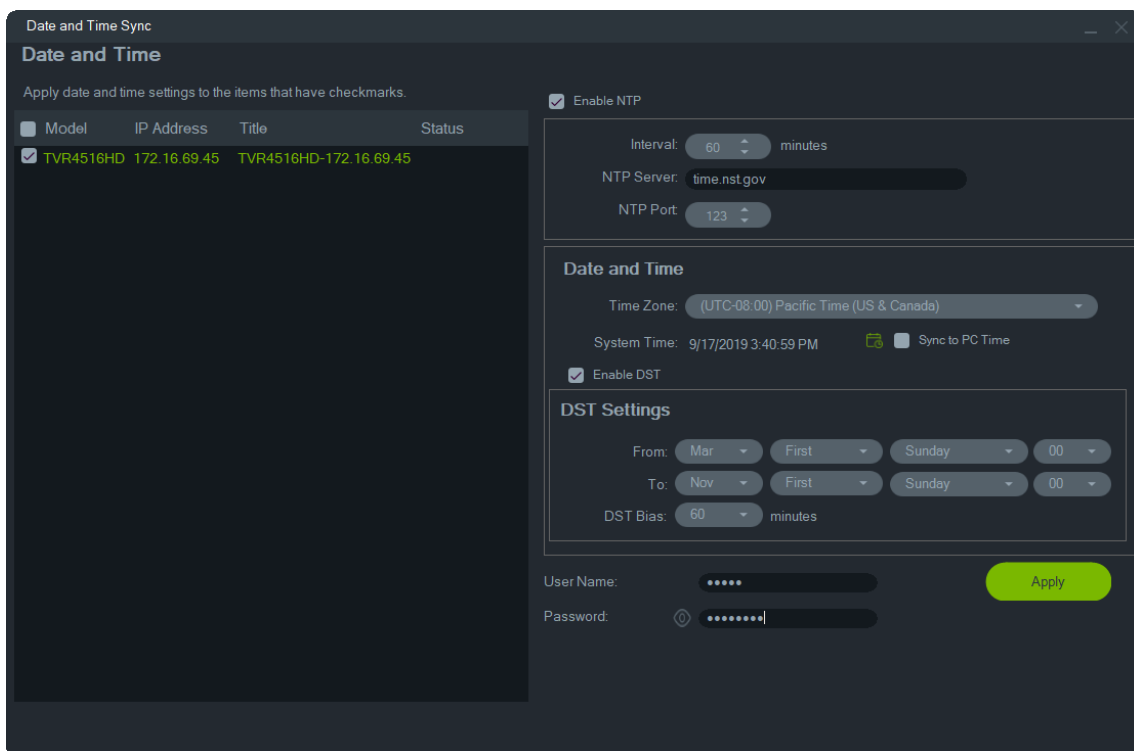 Date and Time Sync
Date and Time
Apply date and time settings to the items that have checkmarks.
Model IP Address Title Status
TVR4516HD 172.16.69.45 TVR4516HD-172.16.69.45
Enable NTP
Interval: 60 minutes
NTP Server: time.nst.gov
NTP Port: 123
Date and Time
Time Zone: (UTC-08:00) Pacific Time (US & Canada)
System Time: 9/17/2019 3:40:59 PM Sync to PC Time
Enable DST
DST Settings
From: Mar First Sunday 00
To: Nov First Sunday 00
DST Bias: 60 minutes
User Name: •••••
Apply
Password: ••••••••